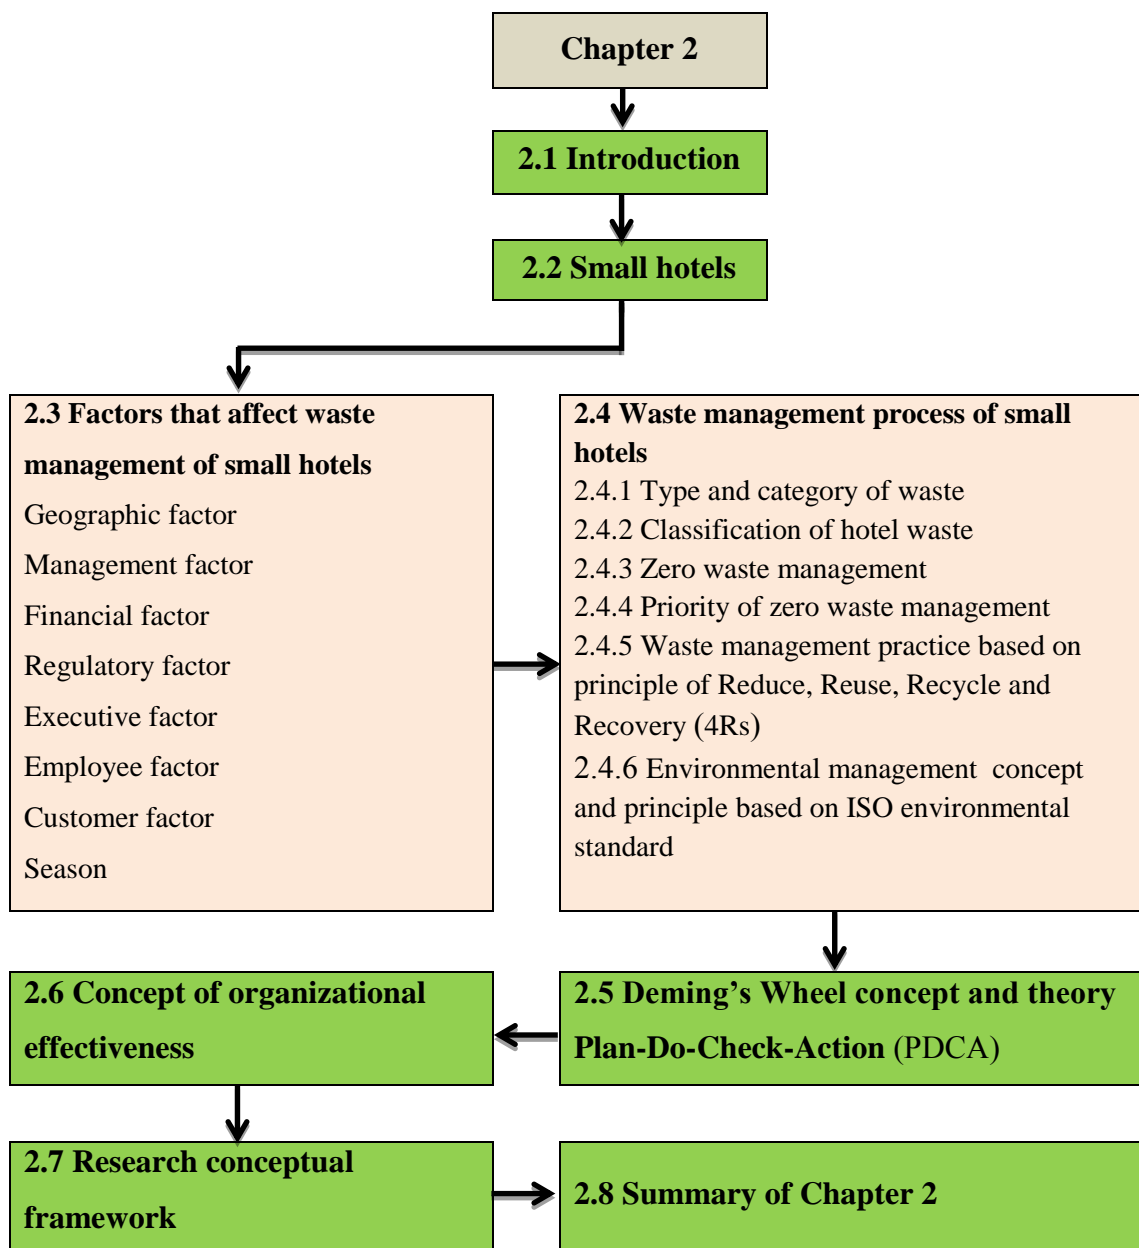 Chapter 2
2.1 Introduction
2.2 Small hotels
2.3 Factors that affect waste
management of small hotels
Geographic factor
Management factor
Financial factor
Regulatory factor
Executive factor
Employee factor
Customer factor
Season
2.4 Waste management process of small
hotels
2.4.1 Type and category of waste
2.4.2 Classification of hotel waste
2.4.3 Zero waste management
2.4.4 Priority of zero waste management
2.4.5 Waste management practice based on
principle of Reduce, Reuse, Recycle and
Recovery (4Rs)
2.4.6 Environmental management concept
and principle based on ISO environmental
standard
2.5 Deming’s Wheel concept and theory
Plan-Do-Check-Action (PDCA)
2.6 Concept of organizational
effectiveness
2.7 Research conceptual
framework
2.8 Summary of Chapter 2